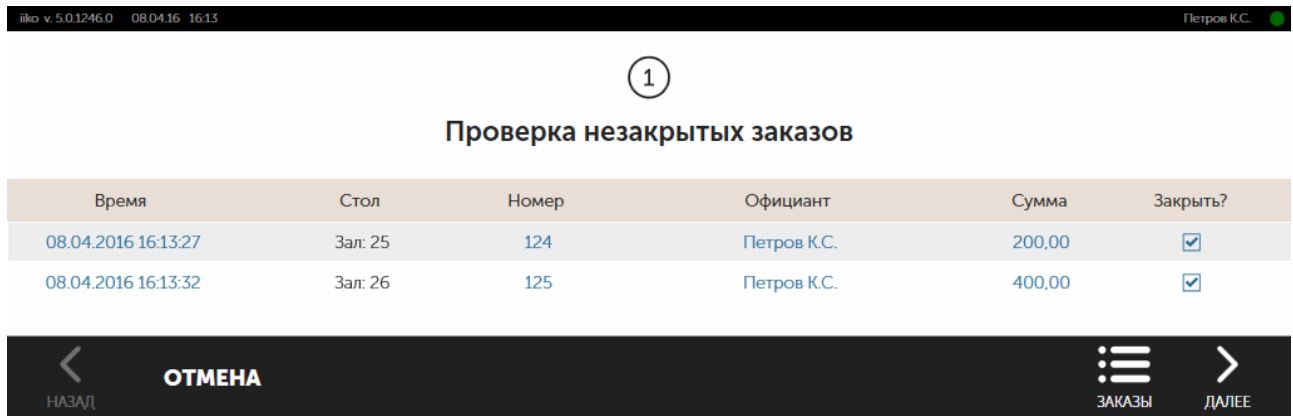 iiko v. 5.0.1246.0 08.04.16 16:13 Петров К.С.
1
Проверка незакрытых заказов
Время Стол Номер Официант Сумма Закрыть?
08.04.2016 16:13:27 Зал: 25 124 Петров К.С. 200,00
08.04.2016 16:13:32 Зал: 26 125 Петров К.С. 400,00
НАЗАД ОТМЕНА ЗАКАЗЫ ДАЛЕЕ